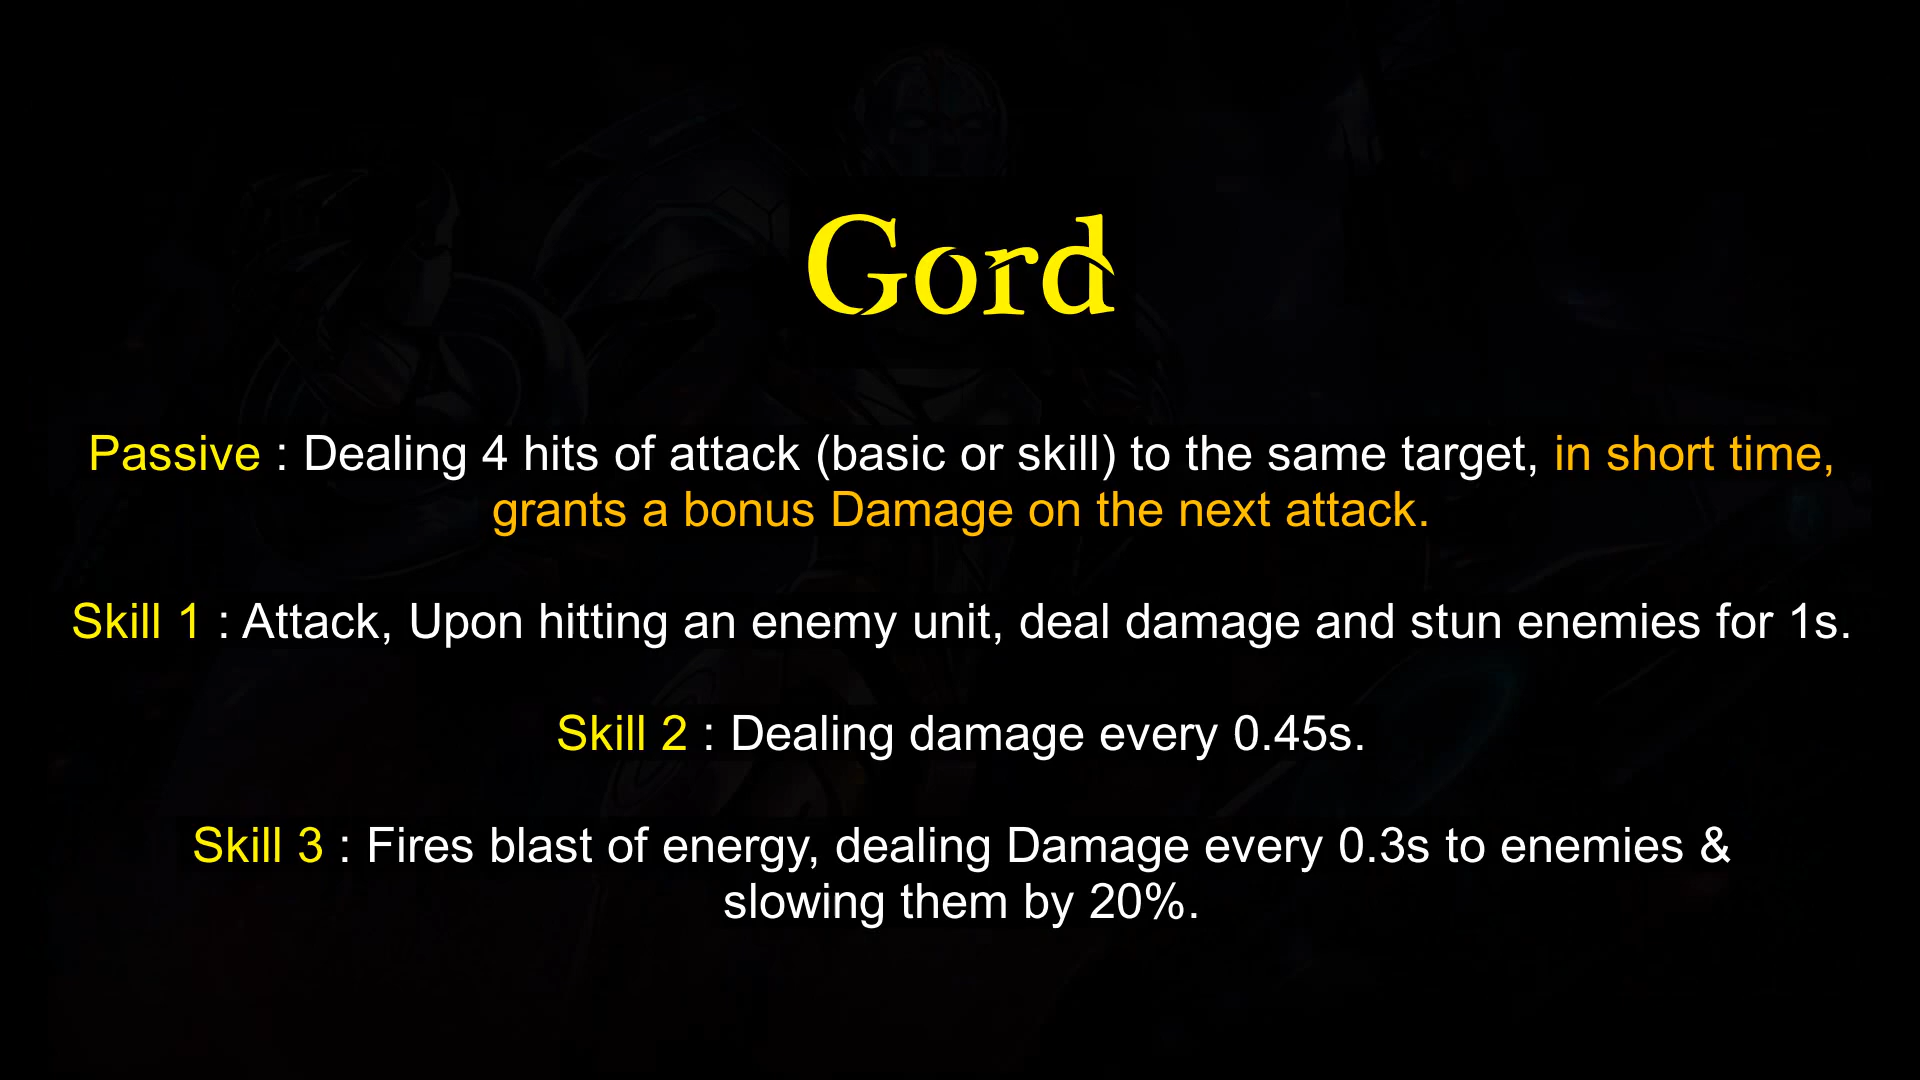 Gord
Passive : Dealing 4 hits of attack (basic or skill) to the same target, in short time,
grants a bonus Damage on the next attack.
Skill 1 : Attack, Upon hitting an enemy unit, deal damage and stun enemies for 1s.
Skill 2 : Dealing damage every 0.45s.
Skill 3 : Fires blast of energy, dealing Damage every 0.3s to enemies &
slowing them by 20%.